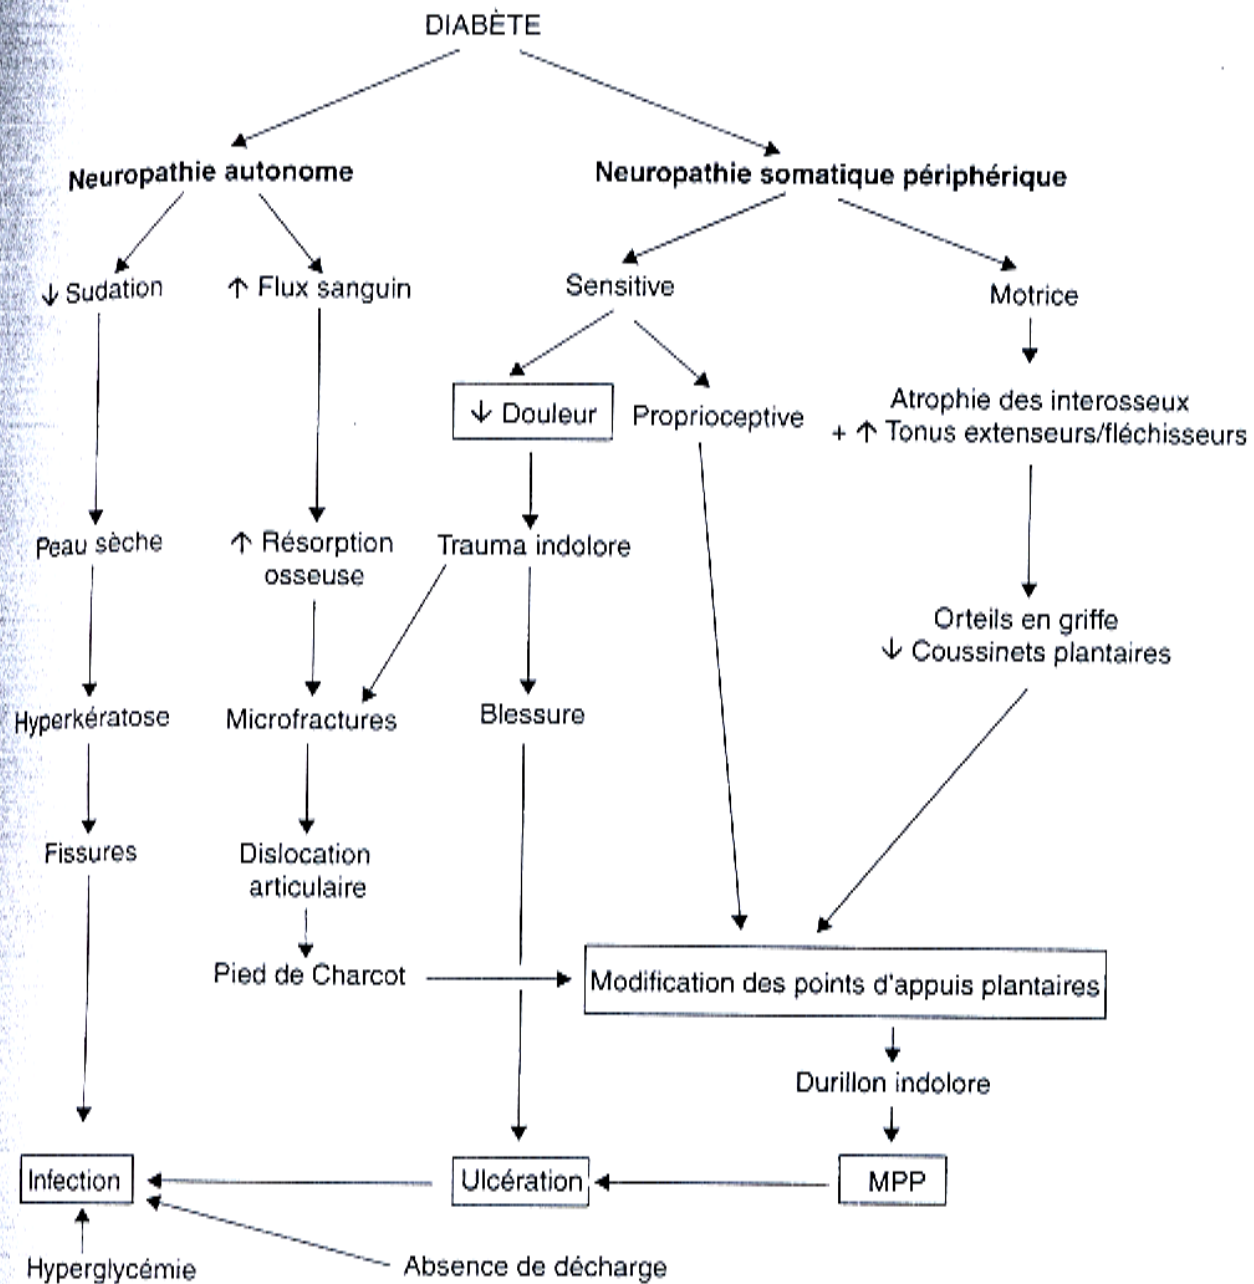 DIABÈTE
Neuropathie autonome
Neuropathie somatique périphérique
↓ Sudation
↑ Flux sanguin
Sensitive
Motrice
↓ Douleur
Proprioceptive
Atrophie des interosseux
+ ↑ Tonus extenseurs/fléchisseurs
Peau sèche
↑ Résorption
osseuse
Trauma indolore
Orteils en griffe
↓ Coussinets plantaires
Hyperkératose
Microfractures
Blessure
Fissures
Dislocation
articulaire
Pied de Charcot
Modification des points d'appuis plantaires
Durillon indolore
Infection
Ulcération
MPP
Hyperglycémie
Absence de décharge